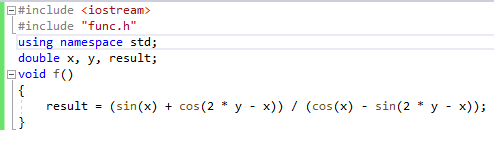 #include <iostream>
#include "func.h"
using namespace std;
double x, y, result;
void f()
{
    result = (sin(x) + cos(2 * y - x)) / (cos(x) - sin(2 * y - x));
}